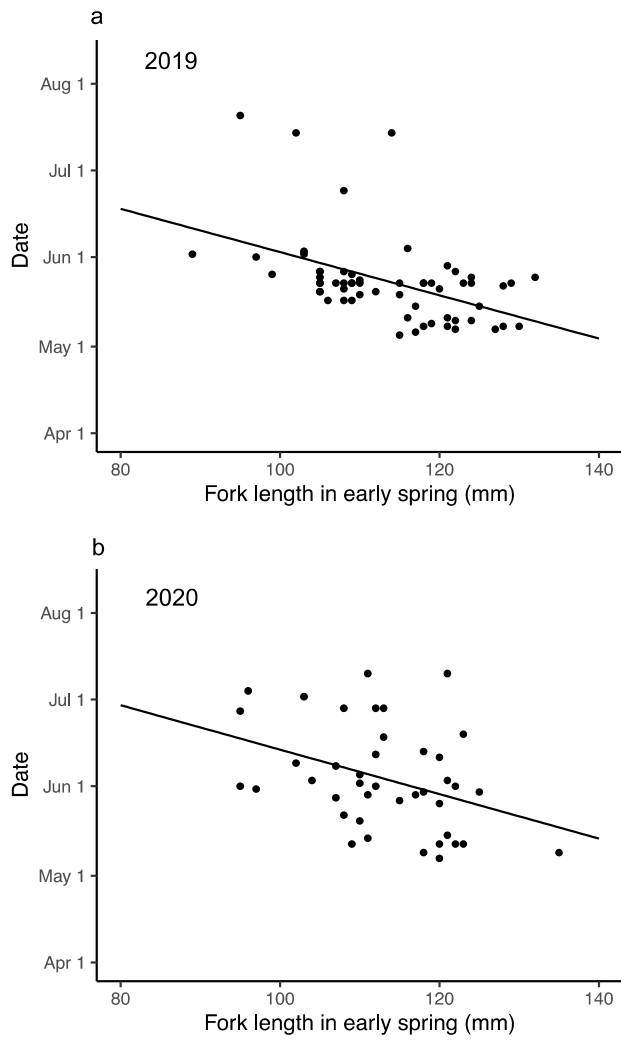 a
2019
Aug 1
Jul 1
Jun 1
May 1
Apr 1
Date
80 100 120 140
Fork length in early spring (mm)
b
2020
Aug 1
Jul 1
Jun 1
May 1
Apr 1
Date
80 100 120 140
Fork length in early spring (mm)